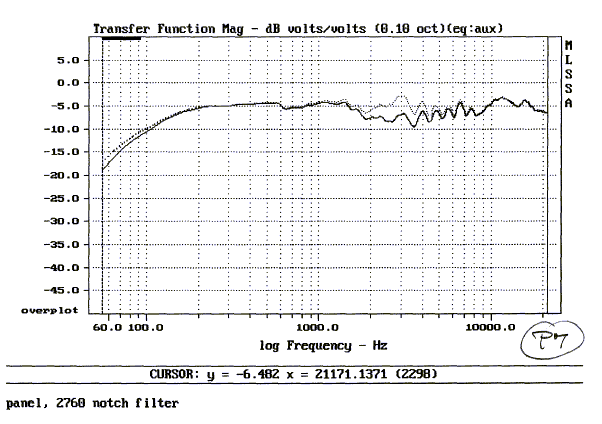 Transfer Function Mag - dB volts/volts (0.10 oct)(eq:aux)
MLSSA
5.0
0.0
-5.0
-10.0
-15.0
-20.0
-25.0
-30.0
-35.0
-40.0
-45.0
overplot
60.0 100.0 1000.0 10000.0
log Frequency - Hz
CURSOR: y = -6.482 x = 21171.1371 (2298)
panel, 2760 notch filter